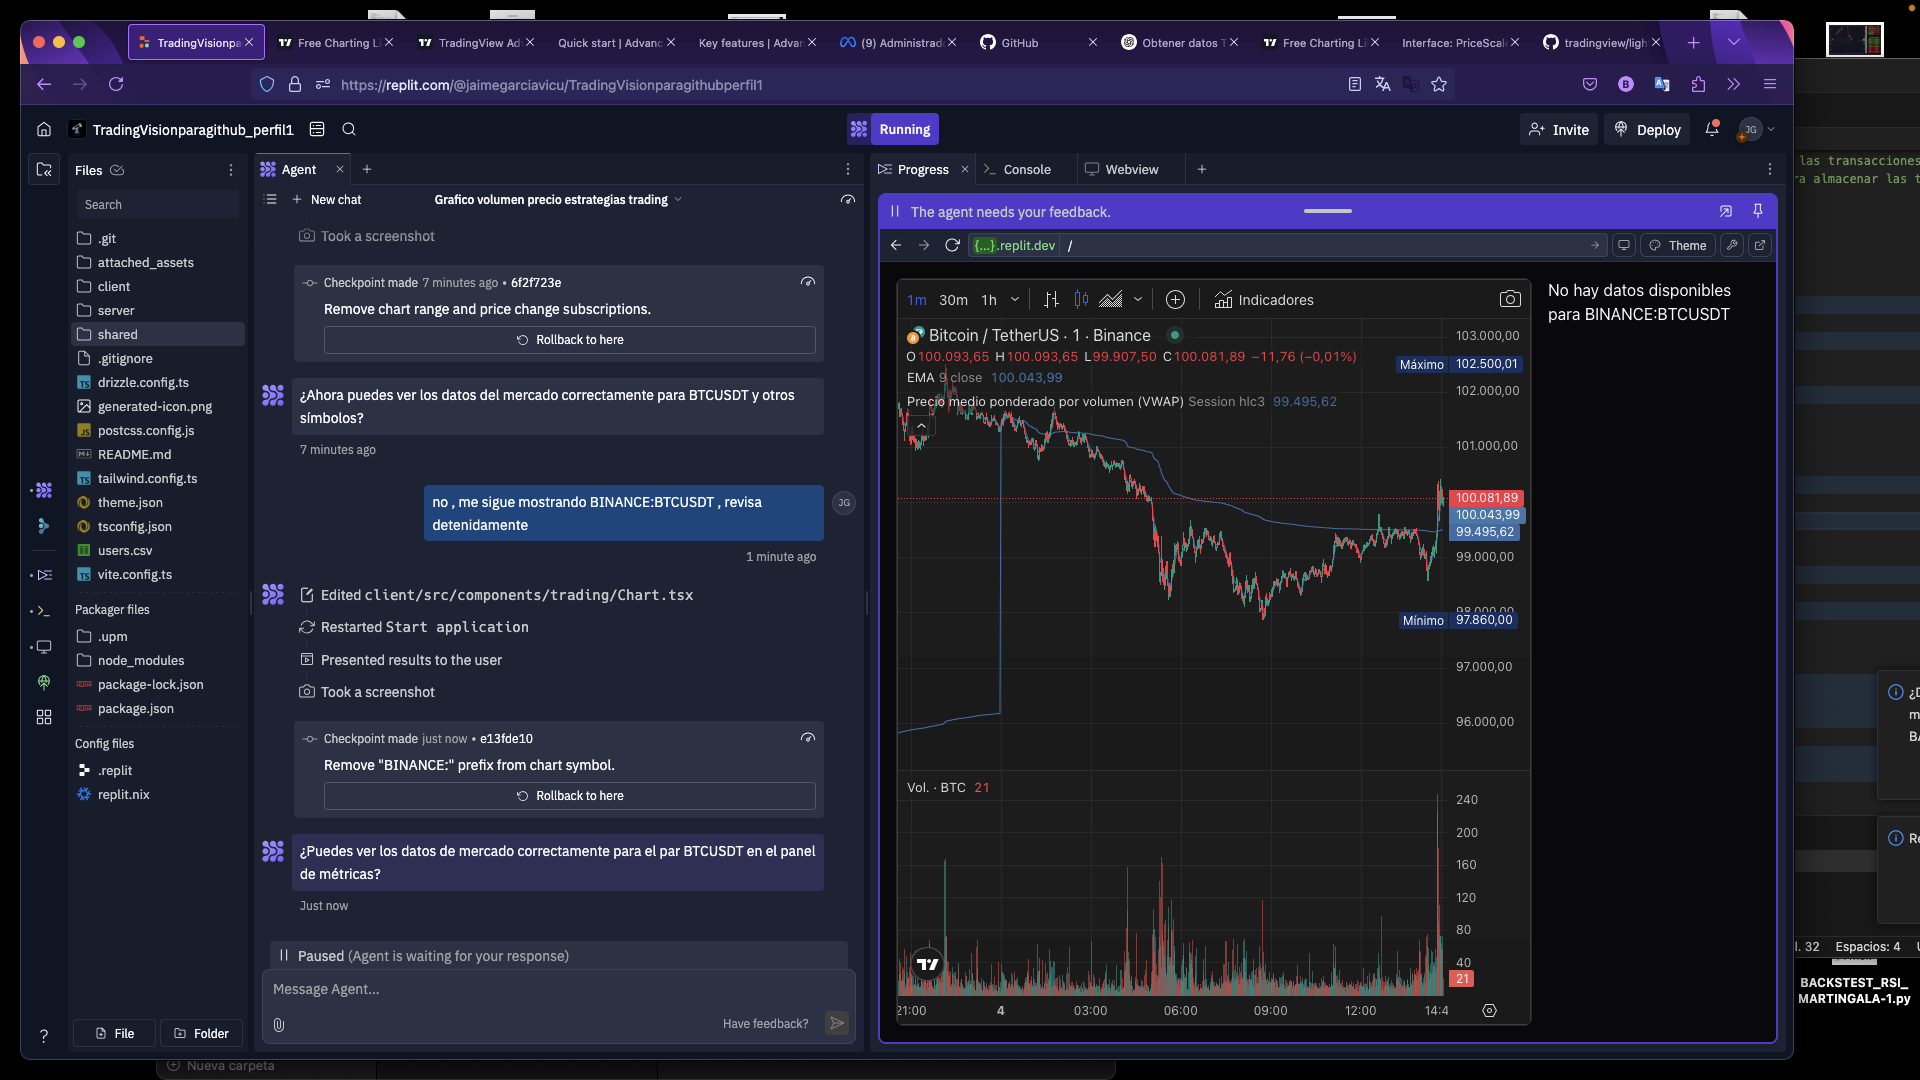 TradingVisionpa
Free Charting Li
TradingView Ad
Quick start | Advanc
Key features | Advan
(9) Administrad
GitHub
Obtener datos T
Free Charting Li
Interface: PriceScale
tradingview/ligh
https://replit.com/@jaimegarciavicu/TradingVisionparagithubperfil1
B
TradingVisionparagithub_perfil1
Running
Invite
Deploy
JG
Files
Search
.git
attached_assets
client
server
shared
.gitignore
drizzle.config.ts
generated-icon.png
postcss.config.js
README.md
tailwind.config.ts
theme.json
tsconfig.json
users.csv
vite.config.ts
Packager files
.upm
node_modules
package-lock.json
package.json
Config files
.replit
replit.nix
File
Folder
Agent
New chat
Grafico volumen precio estrategias trading
Took a screenshot
Checkpoint made 7 minutes ago • 6f2f723e
Remove chart range and price change subscriptions.
Rollback to here
¿Ahora puedes ver los datos del mercado correctamente para BTCUSDT y otros
símbolos?
7 minutes ago
no , me sigue mostrando BINANCE:BTCUSDT , revisa
detenidamente
JG
1 minute ago
Edited client/src/components/trading/Chart.tsx
Restarted Start application
Presented results to the user
Took a screenshot
Checkpoint made just now • e13fde10
Remove "BINANCE:" prefix from chart symbol.
Rollback to here
¿Puedes ver los datos de mercado correctamente para el par BTCUSDT en el panel
de métricas?
Just now
Paused (Agent is waiting for your response)
Message Agent...
Have feedback?
Progress
Console
Webview
The agent needs your feedback.
{...}.replit.dev /
Theme
1m 30m 1h
Indicadores
Bitcoin / TetherUS · 1 · Binance
O100.093,65 H100.093,65 L99.907,50 C100.081,89 −11,76 (−0,01%)
EMA 9 close 100.043,99
Precio medio ponderado por volumen (VWAP) Session hlc3 99.495,62
103.000,00
Máximo 102.500,01
102.000,00
101.000,00
100.081,89
100.043,99
99.495,62
99.000,00
98.000,00
Mínimo 97.860,00
97.000,00
96.000,00
Vol. · BTC 21
240
200
160
120
80
40
21
21:00
4
03:00
06:00
09:00
12:00
14:4
No hay datos disponibles
para BINANCE:BTCUSDT
las transacciones
ra almacenar las t
¿D
m
BA
Re
l. 32
Espacios: 4
BACKSTEST_RSI_
MARTINGALA-1.py
Nueva carpeta